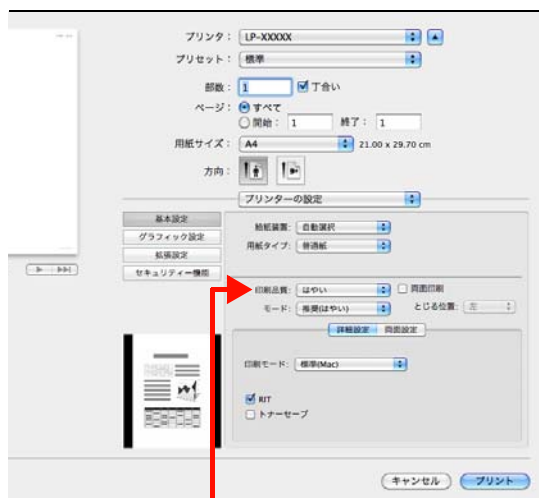 プリンタ： LP-XXXXX
プリセット： 標準
部数： 1 丁合い
ページ： すべて
開始： 1 終了： 1
用紙サイズ： A4 21.00 x 29.70 cm
方向：
プリンターの設定
基本設定
グラフィック設定
拡張設定
セキュリティー機能
給紙装置： 自動選択
用紙タイプ： 普通紙
印刷品質： はやい 両面印刷
モード： 推奨(はやい) とじる位置： 左
詳細設定 両面設定
印刷モード： 標準(Mac)
RIT
トナーセーブ
キャンセル プリント